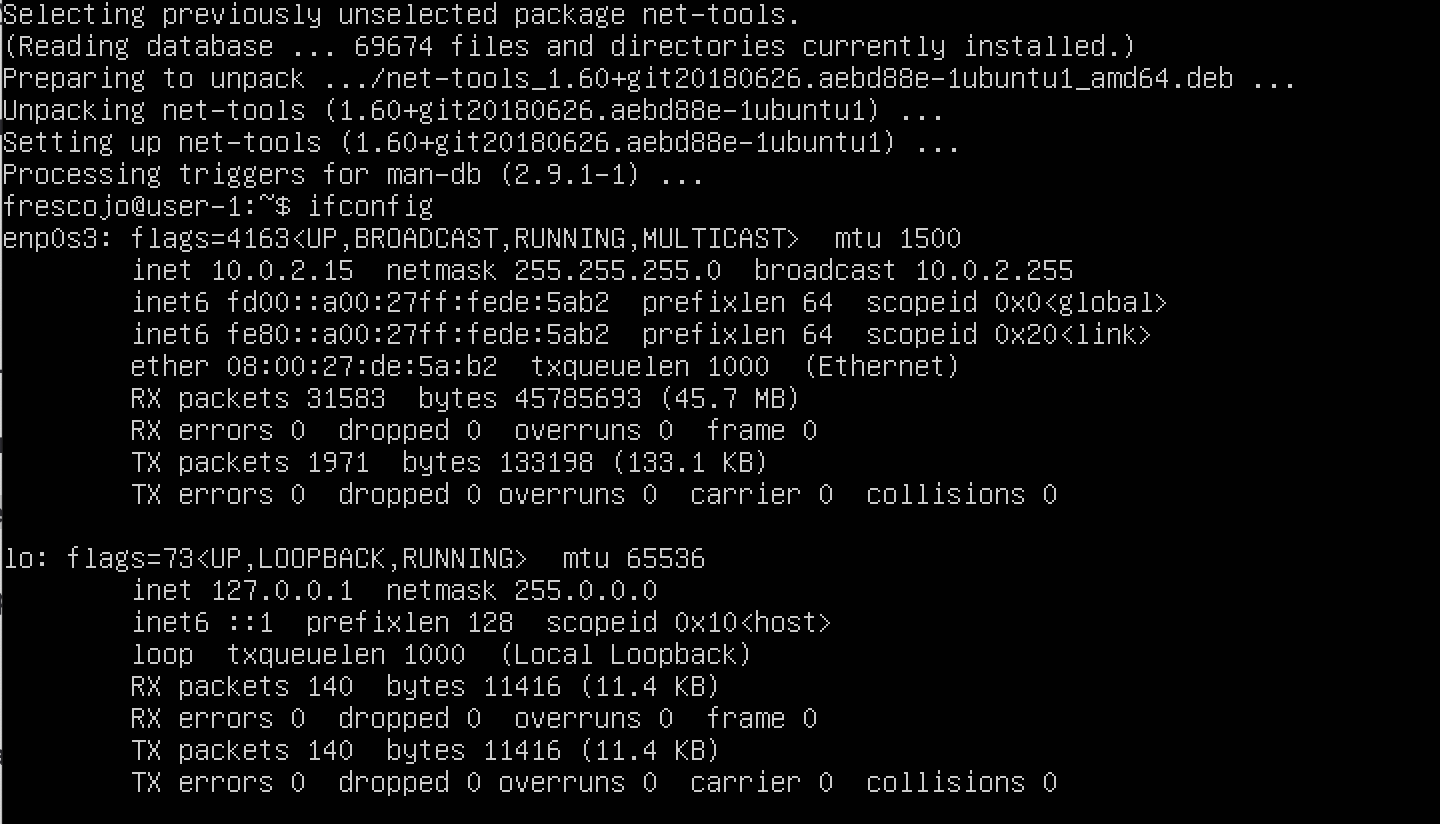 Selecting previously unselected package net-tools.
(Reading database ... 69674 files and directories currently installed.)
Preparing to unpack .../net-tools_1.60+git20180626.aebd88e-1ubuntu1_amd64.deb ...
Unpacking net-tools (1.60+git20180626.aebd88e-1ubuntu1) ...
Setting up net-tools (1.60+git20180626.aebd88e-1ubuntu1) ...
Processing triggers for man-db (2.9.1-1) ...
frescojo@user-1:~$ ifconfig
enp0s3: flags=4163<UP,BROADCAST,RUNNING,MULTICAST>  mtu 1500
        inet 10.0.2.15  netmask 255.255.255.0  broadcast 10.0.2.255
        inet6 fd00::a00:27ff:fede:5ab2  prefixlen 64  scopeid 0x0<global>
        inet6 fe80::a00:27ff:fede:5ab2  prefixlen 64  scopeid 0x20<link>
        ether 08:00:27:de:5a:b2  txqueuelen 1000  (Ethernet)
        RX packets 31583  bytes 45785693 (45.7 MB)
        RX errors 0  dropped 0  overruns 0  frame 0
        TX packets 1971  bytes 133198 (133.1 KB)
        TX errors 0  dropped 0 overruns 0  carrier 0  collisions 0

lo: flags=73<UP,LOOPBACK,RUNNING>  mtu 65536
        inet 127.0.0.1  netmask 255.0.0.0
        inet6 ::1  prefixlen 128  scopeid 0x10<host>
        loop  txqueuelen 1000  (Local Loopback)
        RX packets 140  bytes 11416 (11.4 KB)
        RX errors 0  dropped 0  overruns 0  frame 0
        TX packets 140  bytes 11416 (11.4 KB)
        TX errors 0  dropped 0 overruns 0  carrier 0  collisions 0